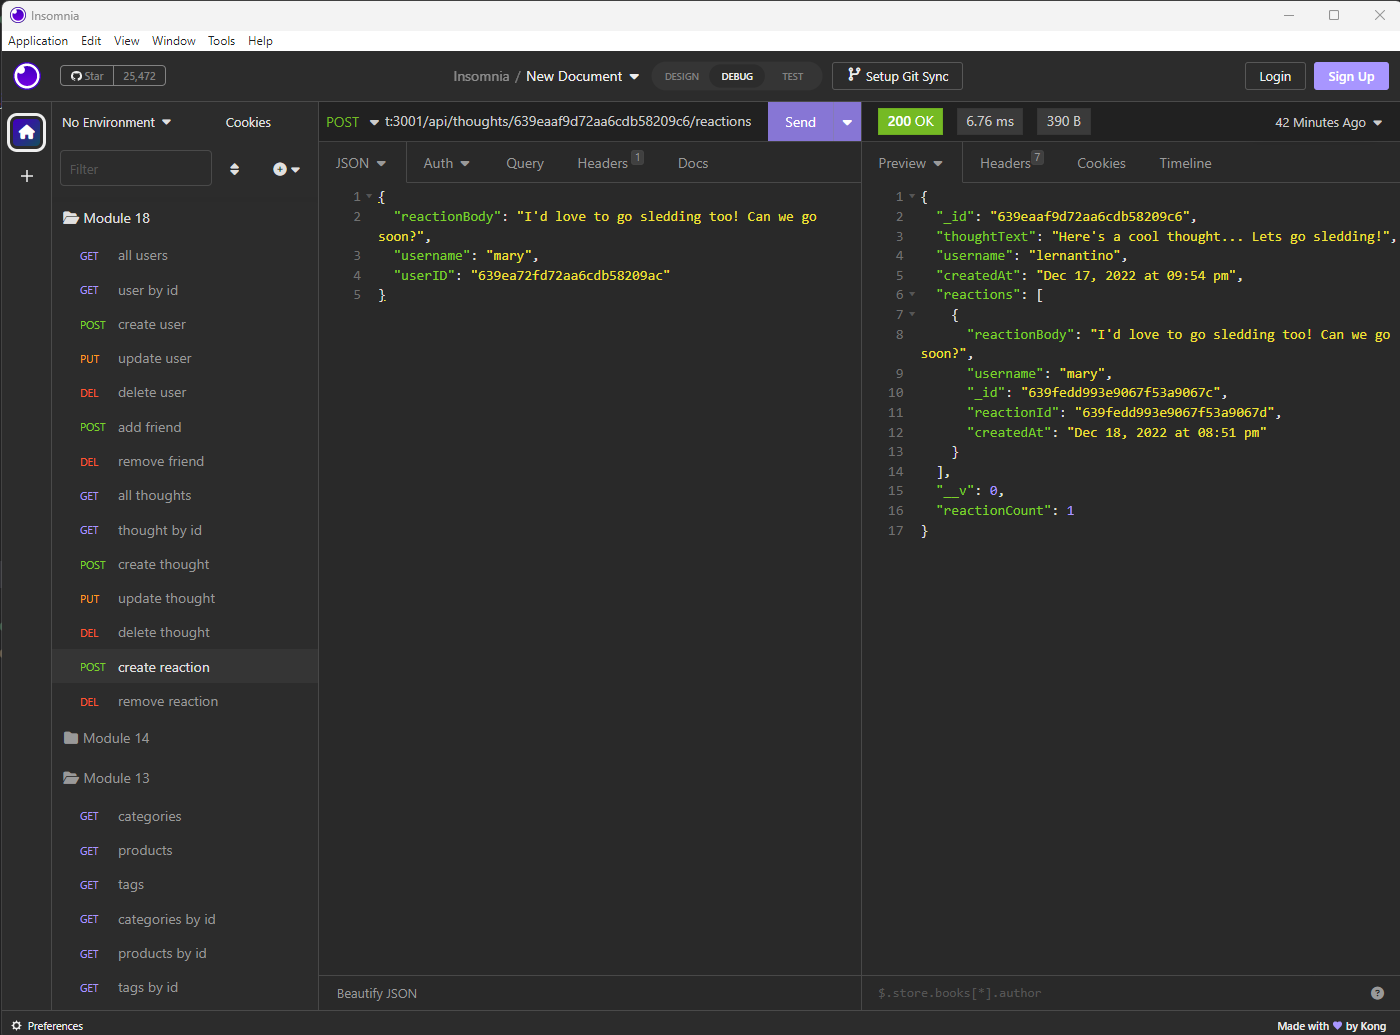 Insomnia
Application Edit View Window Tools Help
Star 25,472
Insomnia / New Document
DESIGN DEBUG TEST
Setup Git Sync
Login Sign Up
No Environment Cookies
Filter
Module 18
GET all users
GET user by id
POST create user
PUT update user
DEL delete user
POST add friend
DEL remove friend
GET all thoughts
GET thought by id
POST create thought
PUT update thought
DEL delete thought
POST create reaction
DEL remove reaction
Module 14
Module 13
GET categories
GET products
GET tags
GET categories by id
GET products by id
GET tags by id
POST t:3001/api/thoughts/639eaaf9d72aa6cdb58209c6/reactions Send
JSON Auth Query Headers 1 Docs
1 {
2 "reactionBody": "I'd love to go sledding too! Can we go
soon?",
3 "username": "mary",
4 "userID": "639ea72fd72aa6cdb58209ac"
5 }
Beautify JSON
200 OK 6.76 ms 390 B 42 Minutes Ago
Preview Headers 7 Cookies Timeline
1 {
2 "_id": "639eaaf9d72aa6cdb58209c6",
3 "thoughtText": "Here's a cool thought... Lets go sledding!",
4 "username": "lernantino",
5 "createdAt": "Dec 17, 2022 at 09:54 pm",
6 "reactions": [
7 {
8 "reactionBody": "I'd love to go sledding too! Can we go
soon?",
9 "username": "mary",
10 "_id": "639fedd993e9067f53a9067c",
11 "reactionId": "639fedd993e9067f53a9067d",
12 "createdAt": "Dec 18, 2022 at 08:51 pm"
13 }
14 ],
15 "__v": 0,
16 "reactionCount": 1
17 }
$.store.books[*].author ?
Preferences
Made with 💜 by Kong